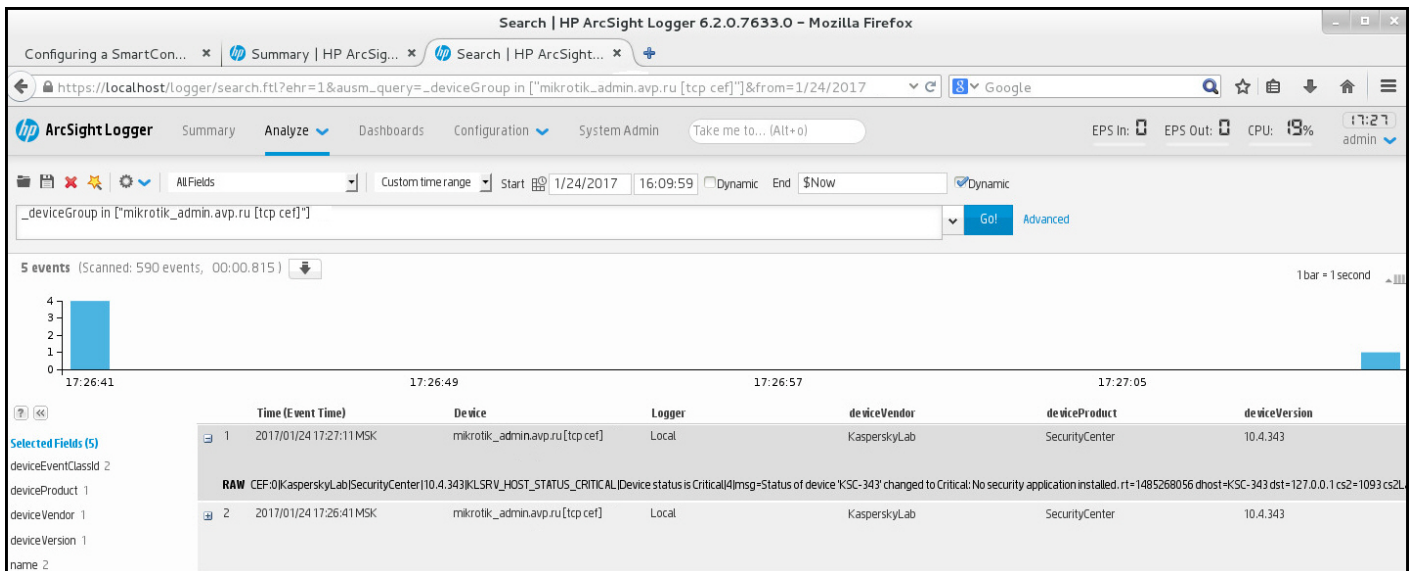 Search | HP ArcSight Logger 6.2.0.7633.0 - Mozilla Firefox
Configuring a SmartCon... Summary | HP ArcSig... Search | HP ArcSight...
https://localhost/logger/search.ftl?ehr=1&ausm_query=_deviceGroup in ["mikrotik_admin.avp.ru [tcp cef]"]&from=1/24/2017 Google
hp ArcSight Logger Summary Analyze Dashboards Configuration System Admin Take me to... (Alt+o) EPS In: 0 EPS Out: 0 CPU: 19% 17:27
admin
All Fields Custom time range Start 1/24/2017 16:09:59 Dynamic End $Now Dynamic
_deviceGroup in ["mikrotik_admin.avp.ru [tcp cef]"] Go! Advanced
5 events (Scanned: 590 events, 00:00.815) 1 bar = 1 second
4
3
2
1
0
17:26:41 17:26:49 17:26:57 17:27:05
Time (Event Time) Device Logger deviceVendor deviceProduct deviceVersion
Selected Fields (5) 1 2017/01/24 17:27:11 MSK mikrotik_admin.avp.ru [tcp cef] Local KasperskyLab SecurityCenter 10.4.343
deviceEventClassId 2
deviceProduct 1 RAW CEF:0|KasperskyLab|SecurityCenter|10.4.343|KLSRV_HOST_STATUS_CRITICAL|Device status is Critical|4|msg=Status of device 'KSC-343' changed to Critical: No security application installed. rt=1485268056 dhost=KSC-343 dst=127.0.0.1 cs2=1093 cs2L
deviceVendor 1 2 2017/01/24 17:26:41 MSK mikrotik_admin.avp.ru [tcp cef] Local KasperskyLab SecurityCenter 10.4.343
deviceVersion 1
name 2